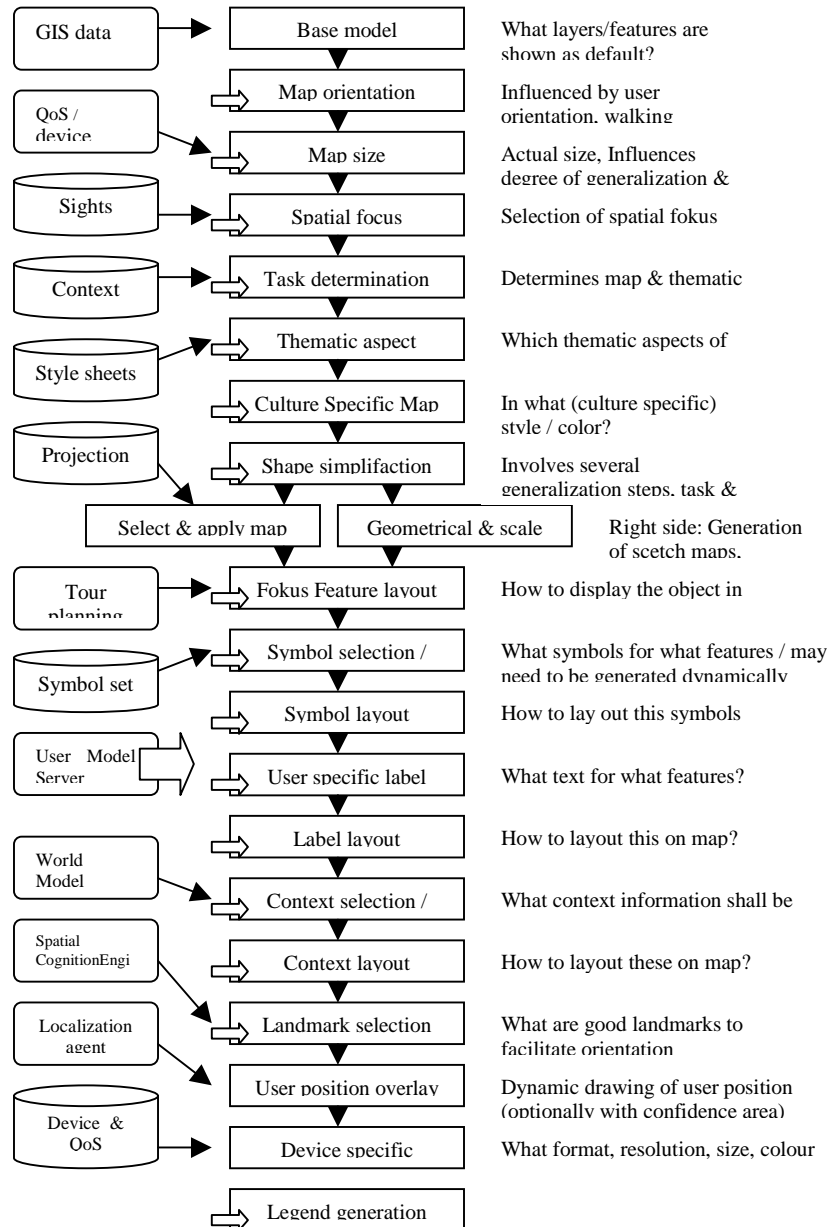 GIS data
Base model
What layers/features are
shown as default?
Map orientation
Influenced by user
orientation, walking
QoS /
device
Map size
Actual size, Influences
degree of generalization &
Sights
Spatial focus
Selection of spatial fokus
Context
Task determination
Determines map & thematic
Style sheets
Thematic aspect
Which thematic aspects of
Culture Specific Map
In what (culture specific)
style / color?
Projection
Shape simplifaction
Involves several
generalization steps, task &
Select & apply map
Geometrical & scale
Right side: Generation
of scetch maps,
Tour
planning
Fokus Feature layout
How to display the object in
Symbol set
Symbol selection /
What symbols for what features / may
need to be generated dynamically
Symbol layout
How to lay out this symbols
User Model
Server
User specific label
What text for what features?
Label layout
How to layout this on map?
World
Model
Context selection /
What context information shall be
Spatial
CognitionEngi
Context layout
How to layout these on map?
Localization
agent
Landmark selection
What are good landmarks to
facilitate orientation
User position overlay
Dynamic drawing of user position
(optionally with confidence area)
Device &
QoS
Device specific
What format, resolution, size, colour
Legend generation